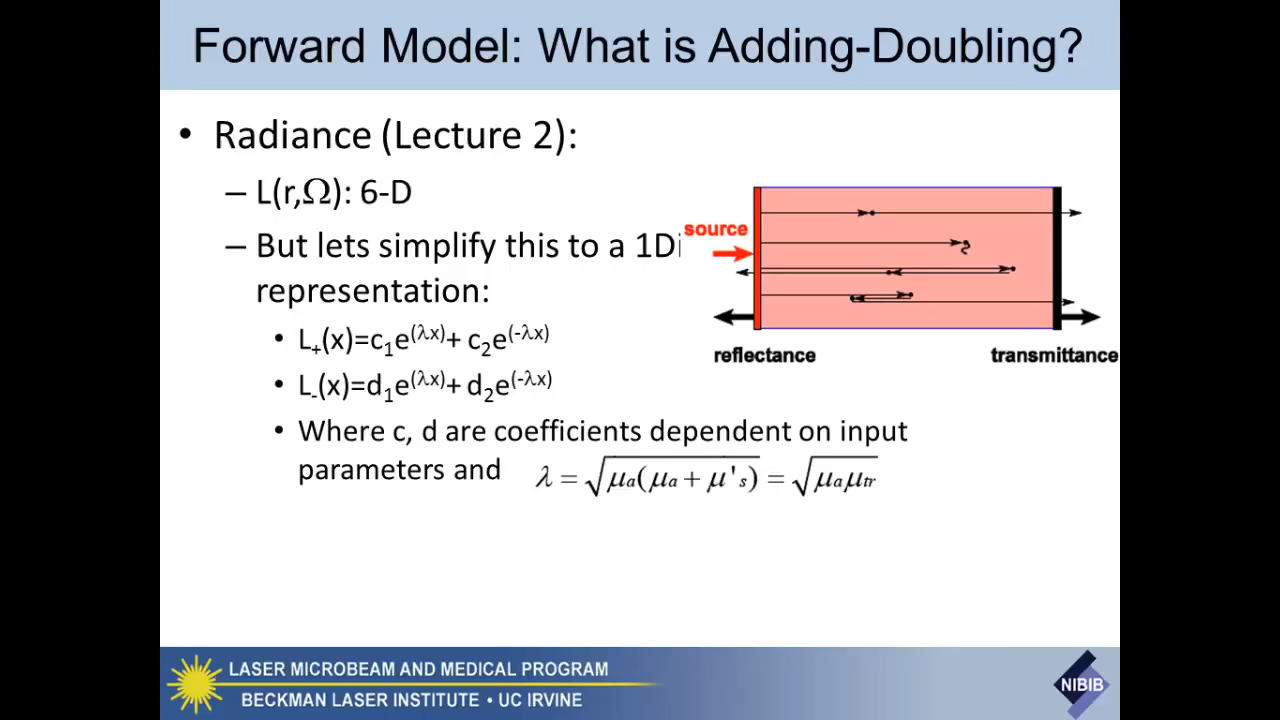 Forward Model: What is Adding-Doubling?
• Radiance (Lecture 2):
– L(r,Ω): 6-D
– But lets simplify this to a 1Di
representation:
• L₊(x)=c₁e^(λx)+ c₂e^(-λx)
• L₋(x)=d₁e^(λx)+ d₂e^(-λx)
• Where c, d are coefficients dependent on input
parameters and λ = √(μa(μa + μ's)) = √(μaμtr)
source
reflectance
transmittance
LASER MICROBEAM AND MEDICAL PROGRAM
BECKMAN LASER INSTITUTE • UC IRVINE
NIBIB